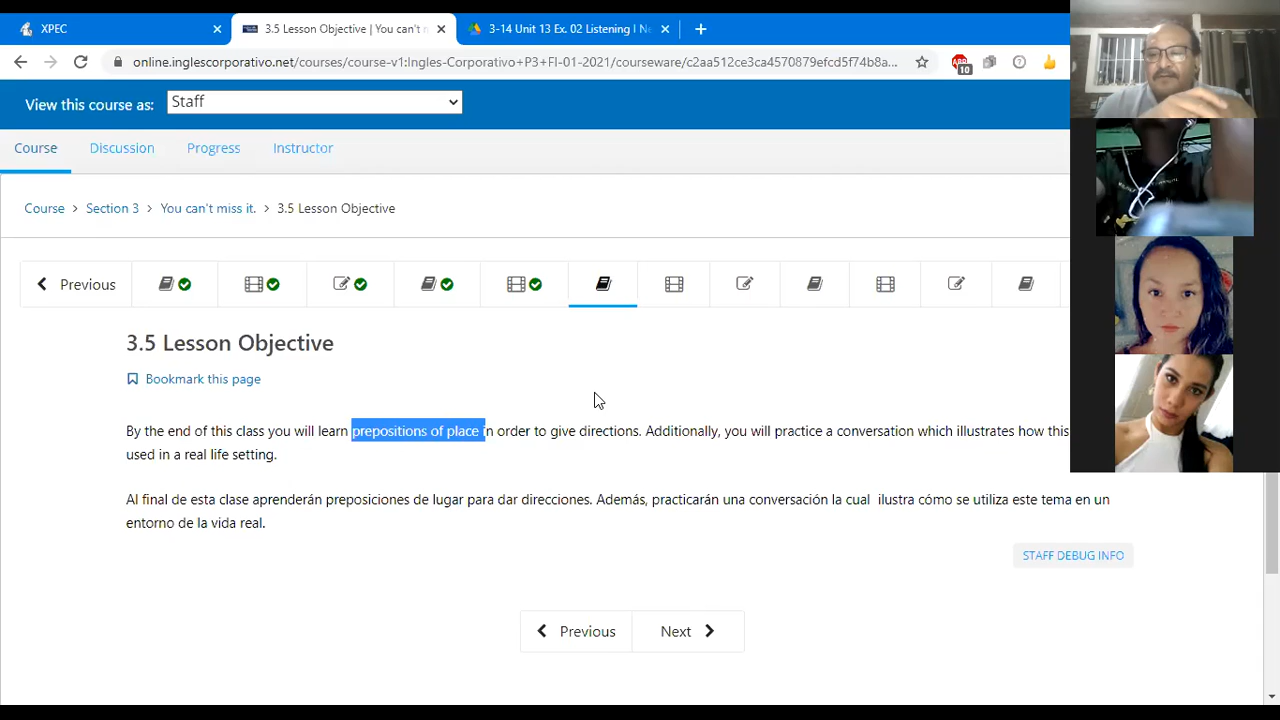 XPEC
3.5 Lesson Objective | You can't n
3-14 Unit 13 Ex. 02 Listening I Ne
online.inglescorporativo.net/courses/course-v1:Ingles-Corporativo+P3+FI-01-2021/courseware/c2aa512ce3ca4570879efcd5f74b8a...
10
View this course as: Staff
Course Discussion Progress Instructor
Course > Section 3 > You can't miss it. > 3.5 Lesson Objective
Previous
3.5 Lesson Objective
Bookmark this page
By the end of this class you will learn prepositions of place in order to give directions. Additionally, you will practice a conversation which illustrates how this
used in a real life setting.
Al final de esta clase aprenderán preposiciones de lugar para dar direcciones. Además, practicarán una conversación la cual ilustra cómo se utiliza este tema en un
entorno de la vida real.
STAFF DEBUG INFO
Previous Next